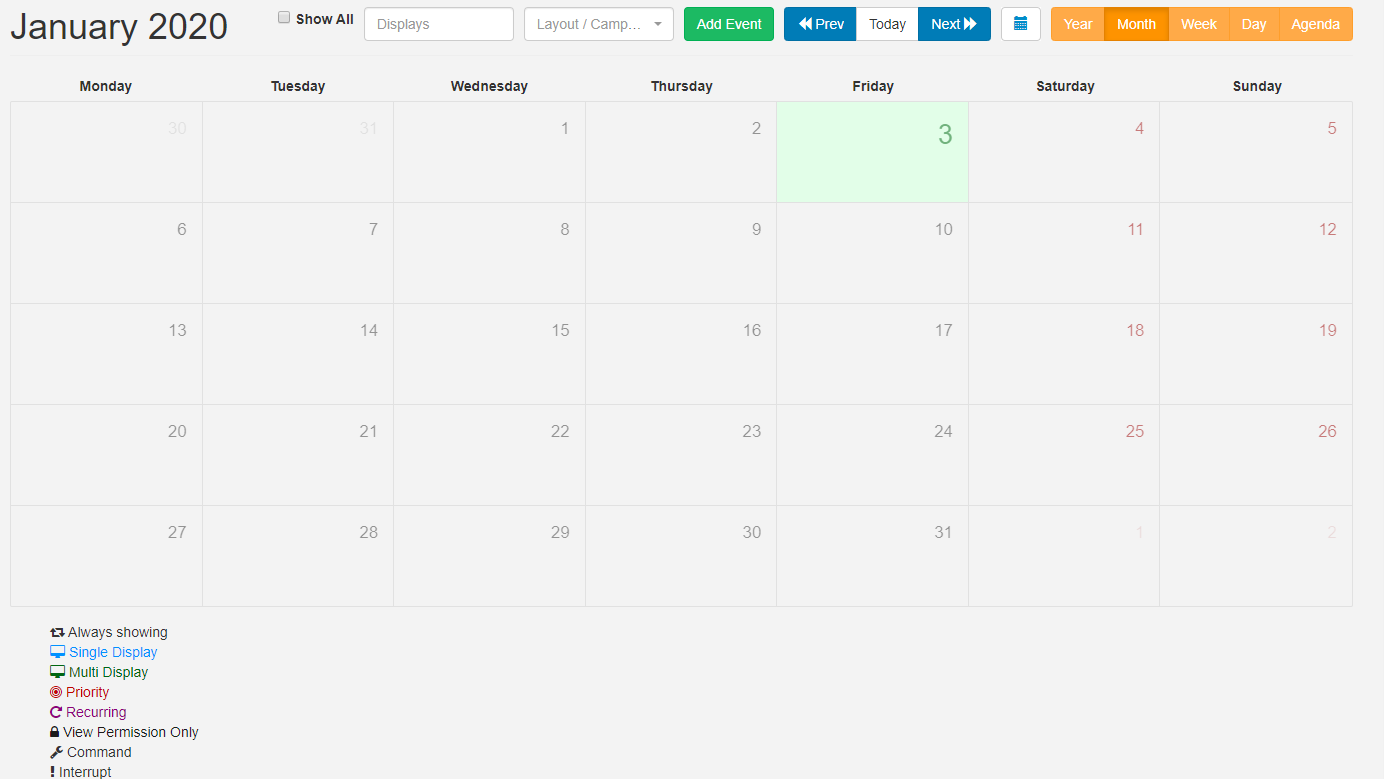 January 2020 Show All Displays Layout / Camp... Add Event Prev Today Next Year Month Week Day Agenda
Monday Tuesday Wednesday Thursday Friday Saturday Sunday
30 31 1 2 3 4 5
6 7 8 9 10 11 12
13 14 15 16 17 18 19
20 21 22 23 24 25 26
27 28 29 30 31 1 2
Always showing
Single Display
Multi Display
Priority
Recurring
View Permission Only
Command
Interrupt